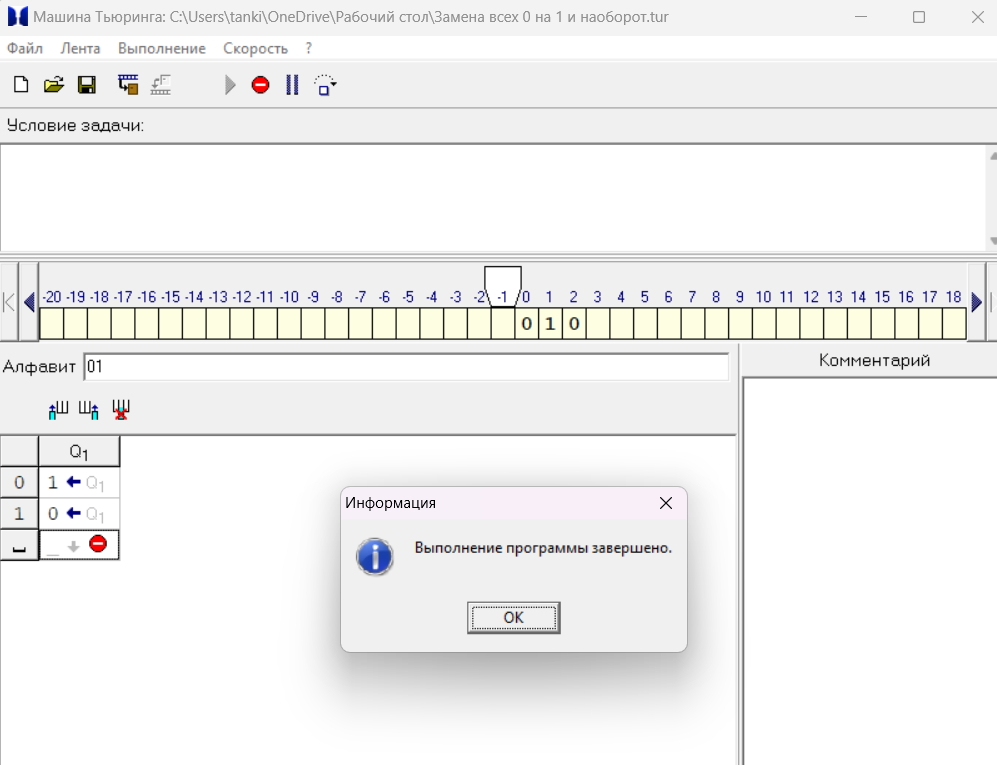 Машина Тьюринга: C:\Users\tanki\OneDrive\Рабочий стол\Замена всех 0 на 1 и наоборот.tur
Файл Лента Выполнение Скорость ?
Условие задачи:
-20 -19 -18 -17 -16 -15 -14 -13 -12 -11 -10 -9 -8 -7 -6 -5 -4 -3 -2 -1 0 1 2 3 4 5 6 7 8 9 10 11 12 13 14 15 16 17 18
0 1 0
Алфавит 01
Комментарий
Q1
0 1 Q1
1 0 Q1
_
Информация
Выполнение программы завершено.
OK